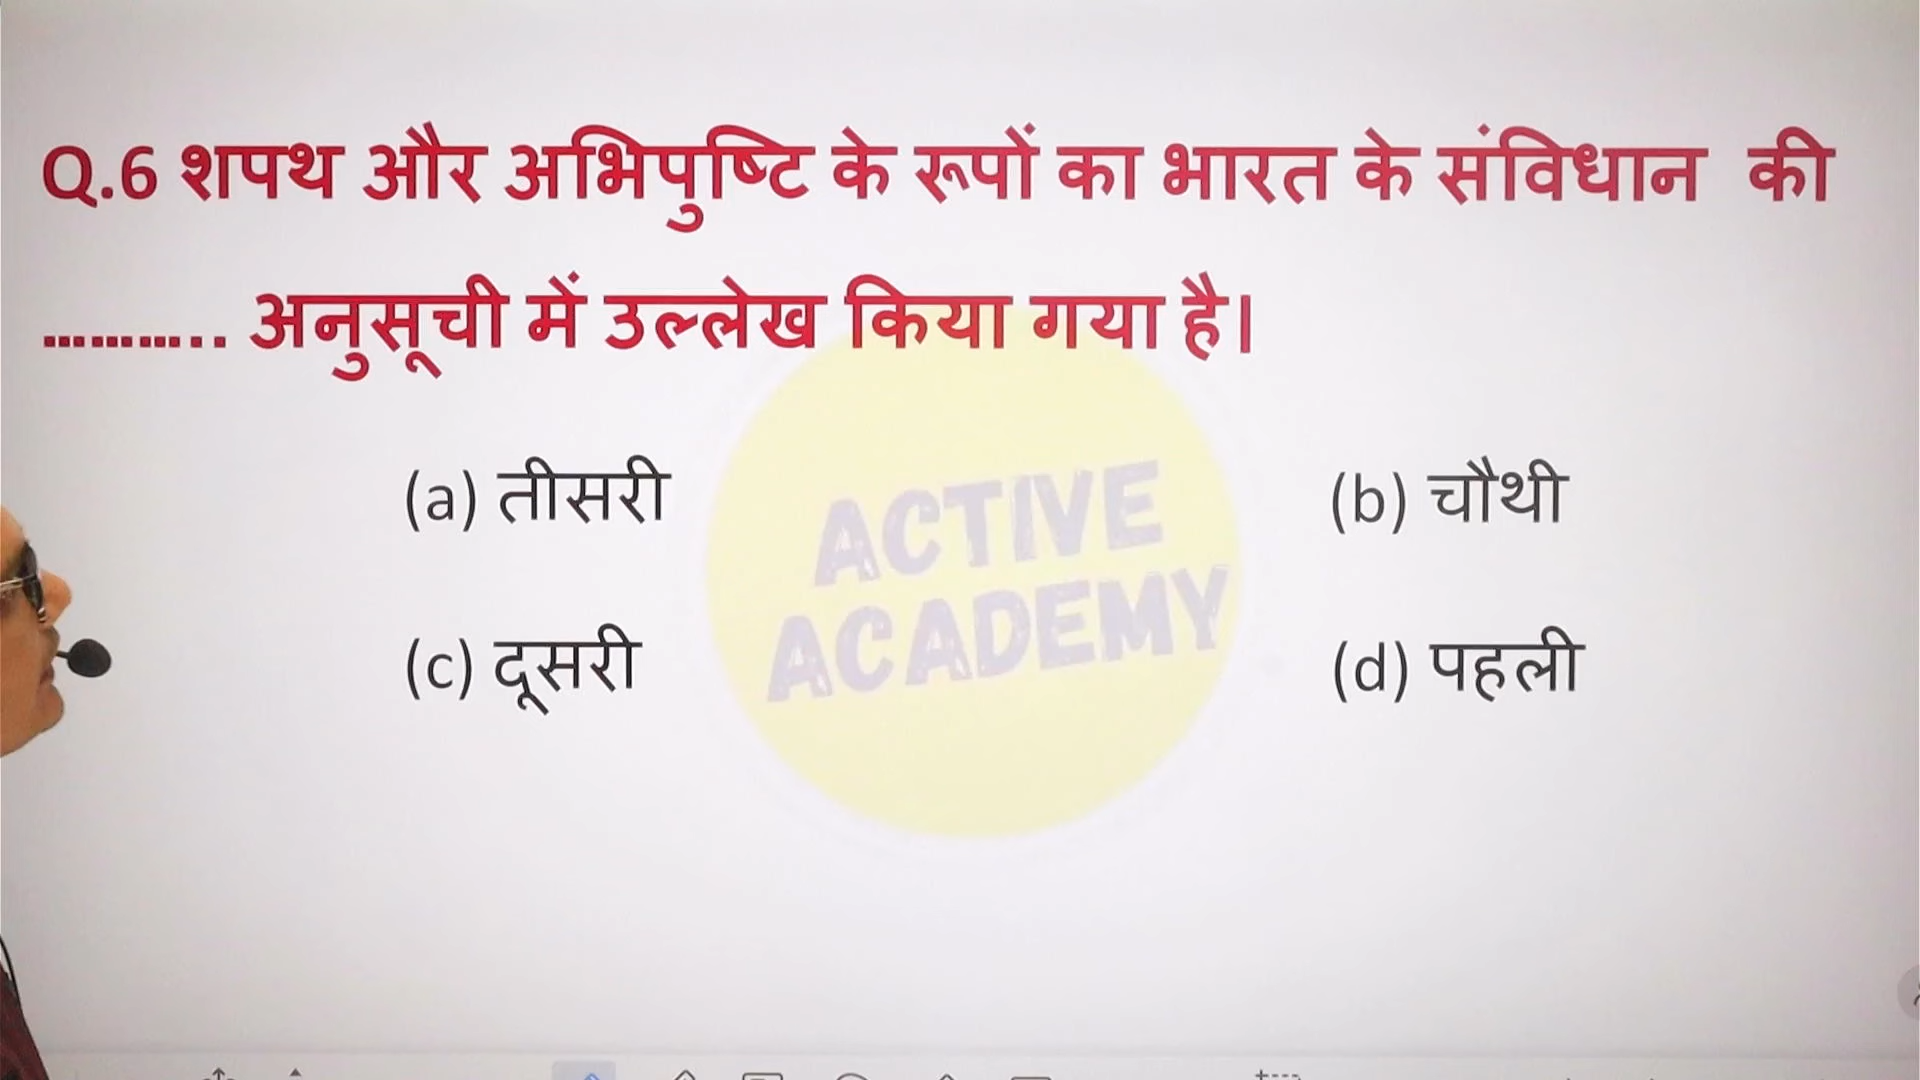 Q.6 शपथ और अभिपुष्टि के रूपों का भारत के संविधान की
……….. अनुसूची में उल्लेख किया गया है।
(a) तीसरी
(b) चौथी
(c) दूसरी
(d) पहली
ACTIVE
ACADEMY